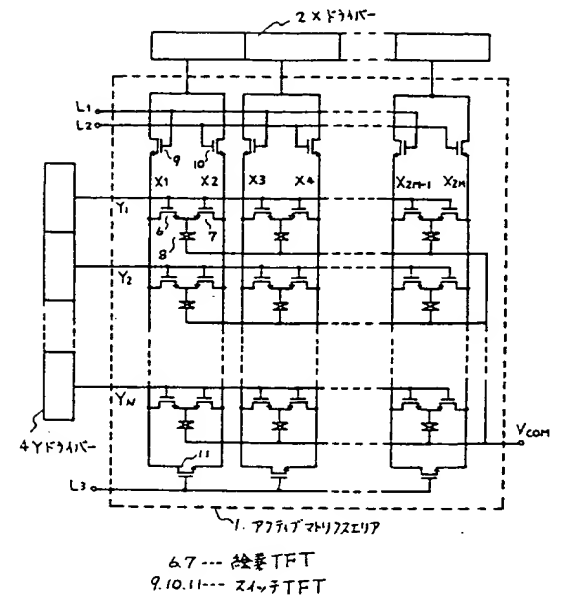 2 Xドライバー
L1
L2
9
10
X1 X2 X3 X4 X2M-1 X2M
Y1
6 7
8
Y2
YN
11
4 Yドライバー
VCOM
L3
1. アクティブマトリクスエリア
6.7--- 絵素TFT
9.10.11--- スイッチTFT